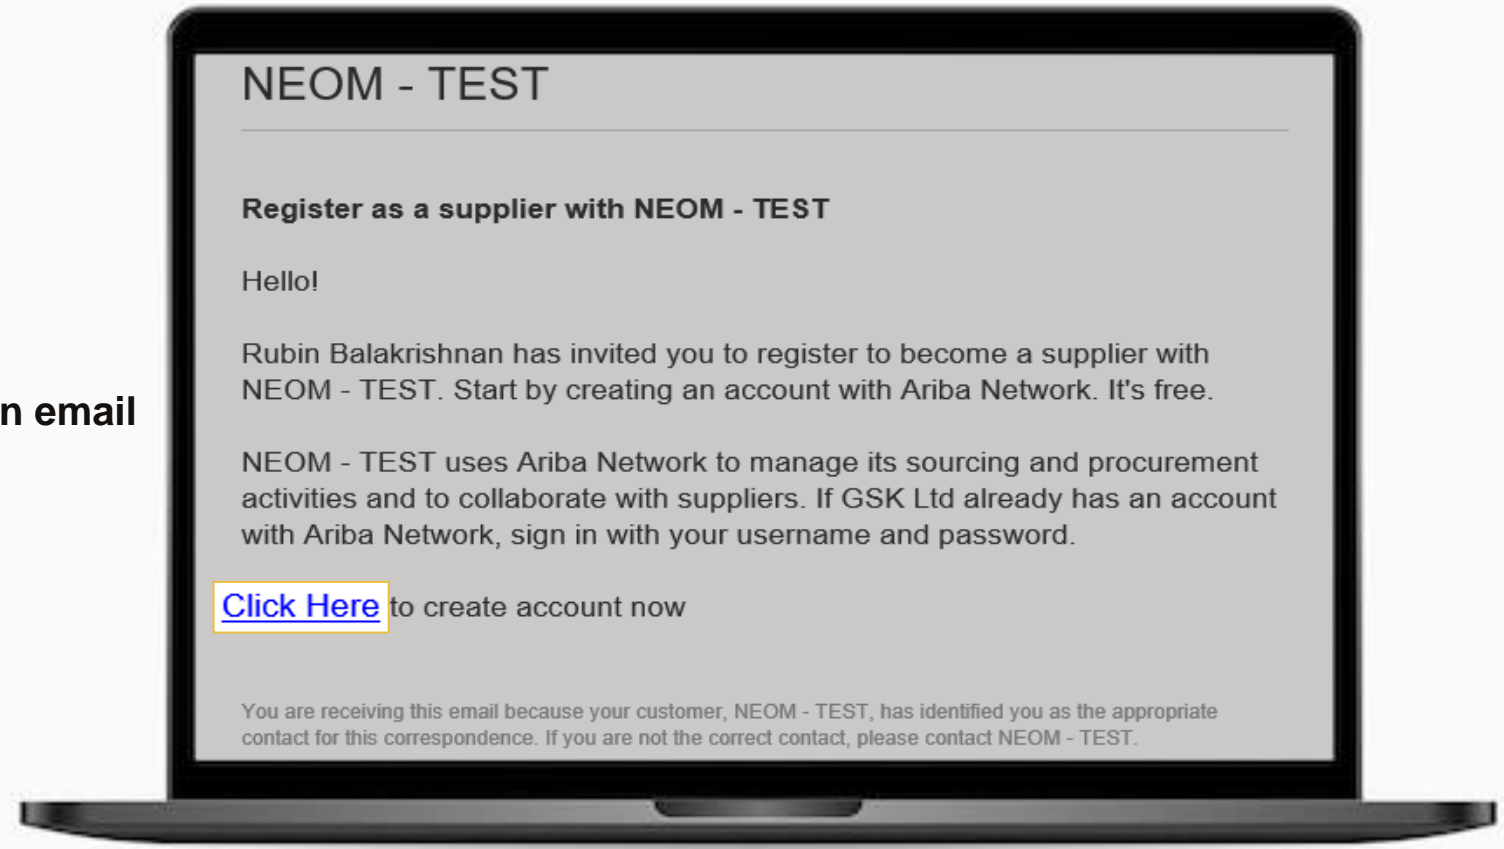 NEOM - TEST
Register as a supplier with NEOM - TEST
Hello!
Rubin Balakrishnan has invited you to register to become a supplier with
NEOM - TEST. Start by creating an account with Ariba Network. It's free.
n email
NEOM - TEST uses Ariba Network to manage its sourcing and procurement
activities and to collaborate with suppliers. If GSK Ltd already has an account
with Ariba Network, sign in with your username and password.
Click Here to create account now
You are receiving this email because your customer, NEOM - TEST, has identified you as the appropriate
contact for this correspondence. If you are not the correct contact, please contact NEOM - TEST.